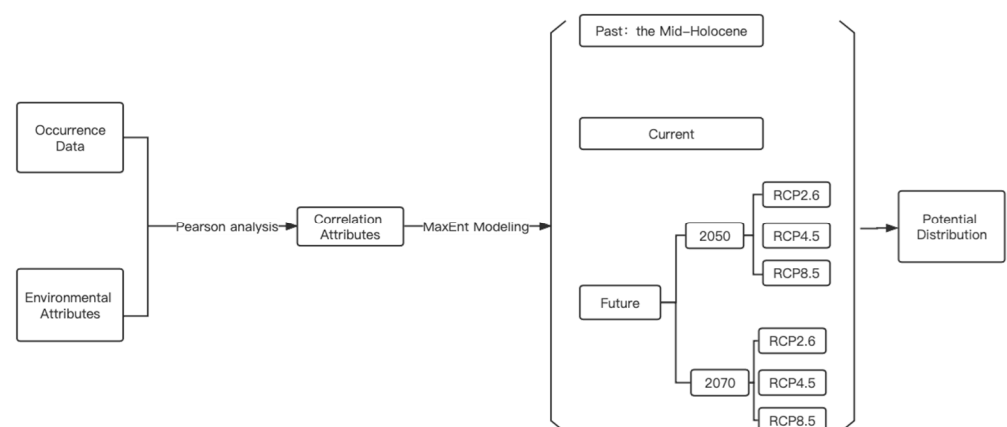 Past: the Mid–Holocene
Occurrence
Data
Current
RCP2.6
Pearson analysis
Correlation
Attributes
MaxEnt Modeling
2050
RCP4.5
Potential
Distribution
RCP8.5
Environmental
Attributes
Future
RCP2.6
2070
RCP4.5
RCP8.5